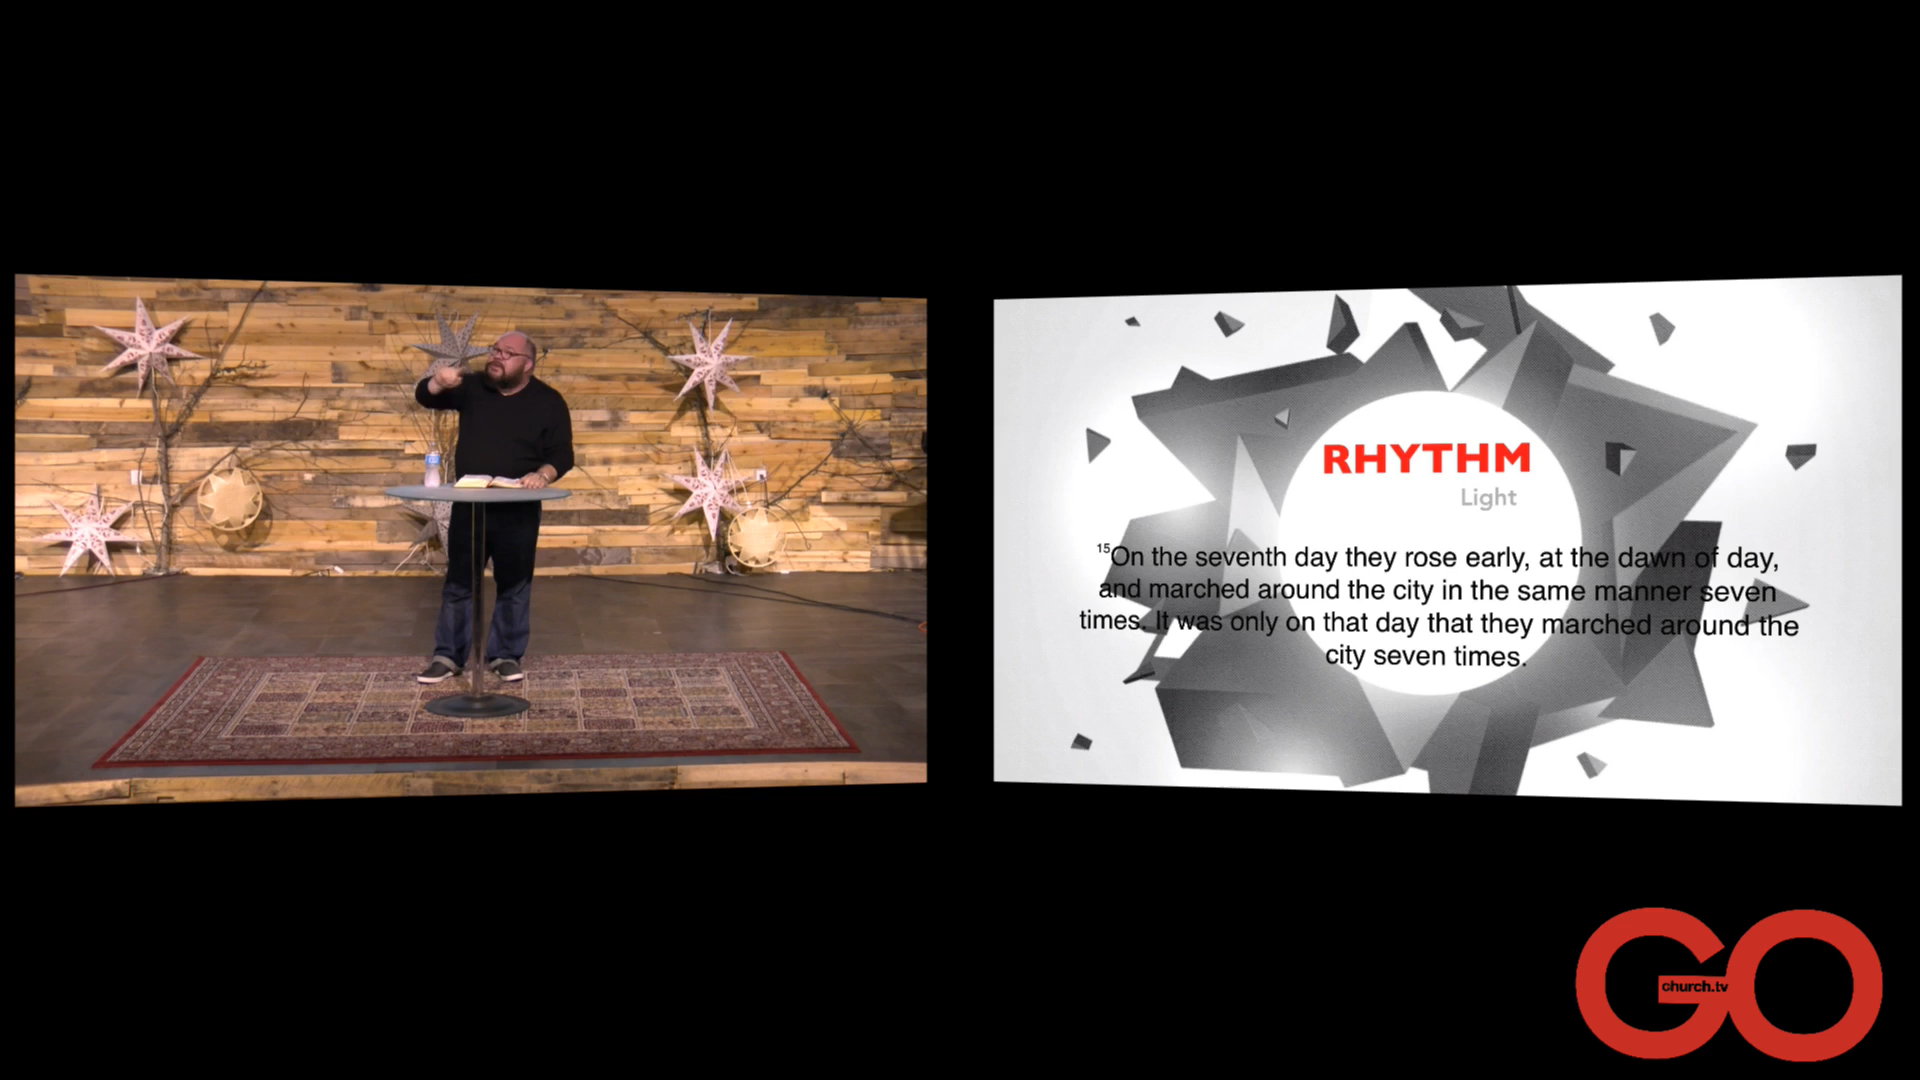 RHYTHM
Light
15On the seventh day they rose early, at the dawn of day,
and marched around the city in the same manner seven
times. It was only on that day that they marched around the
city seven times.
GO
church.tv